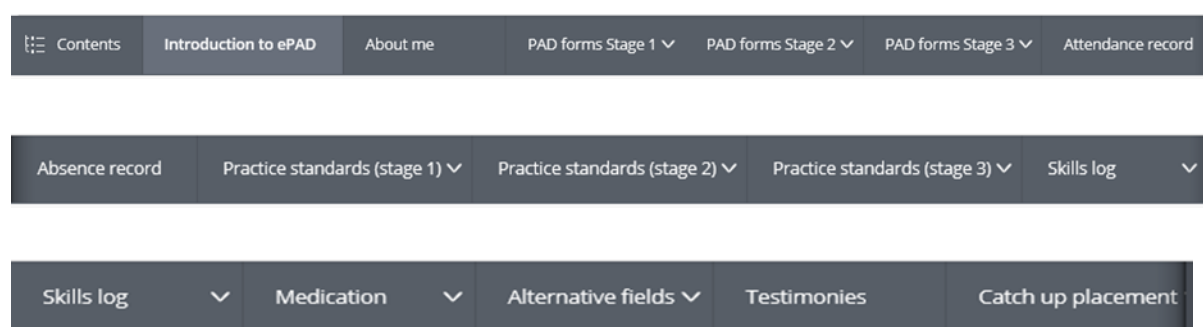 Contents Introduction to ePAD About me PAD forms Stage 1 PAD forms Stage 2 PAD forms Stage 3 Attendance record
Absence record Practice standards (stage 1) Practice standards (stage 2) Practice standards (stage 3) Skills log
Skills log Medication Alternative fields Testimonies Catch up placement